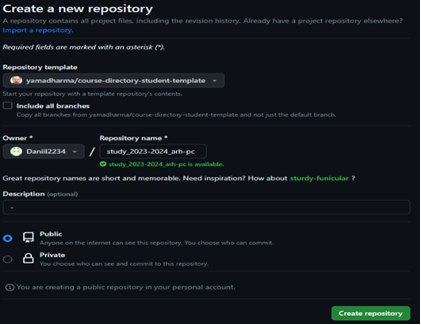 Create a new repository
A repository contains all project files, including the revision history. Already have a project repository elsewhere?
Import a repository.
Required fields are marked with an asterisk (*).
Repository template
yamadharma/course-directory-student-template
Start your repository with a template repository's contents.
Include all branches
Copy all branches from yamadharma/course-directory-student-template and not just the default branch.
Owner * Repository name *
Daniil2234 / study_2023-2024_arh-pc
study_2023-2024_arh-pc is available.
Great repository names are short and memorable. Need inspiration? How about sturdy-funicular ?
Description (optional)
-
Public
Anyone on the internet can see this repository. You choose who can commit.
Private
You choose who can see and commit to this repository.
You are creating a public repository in your personal account.
Create repository